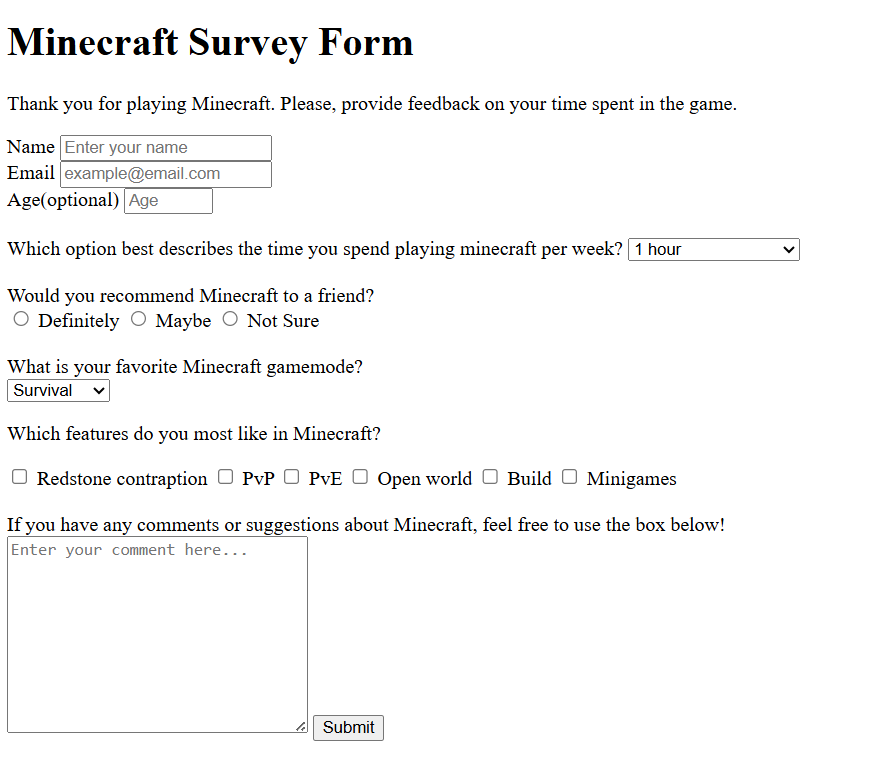 Minecraft Survey Form
Thank you for playing Minecraft. Please, provide feedback on your time spent in the game.
Name Enter your name
Email example@email.com
Age(optional) Age
Which option best describes the time you spend playing minecraft per week? 1 hour
Would you recommend Minecraft to a friend?
Definitely Maybe Not Sure
What is your favorite Minecraft gamemode?
Survival
Which features do you most like in Minecraft?
Redstone contraption PvP PvE Open world Build Minigames
If you have any comments or suggestions about Minecraft, feel free to use the box below!
Enter your comment here...
Submit